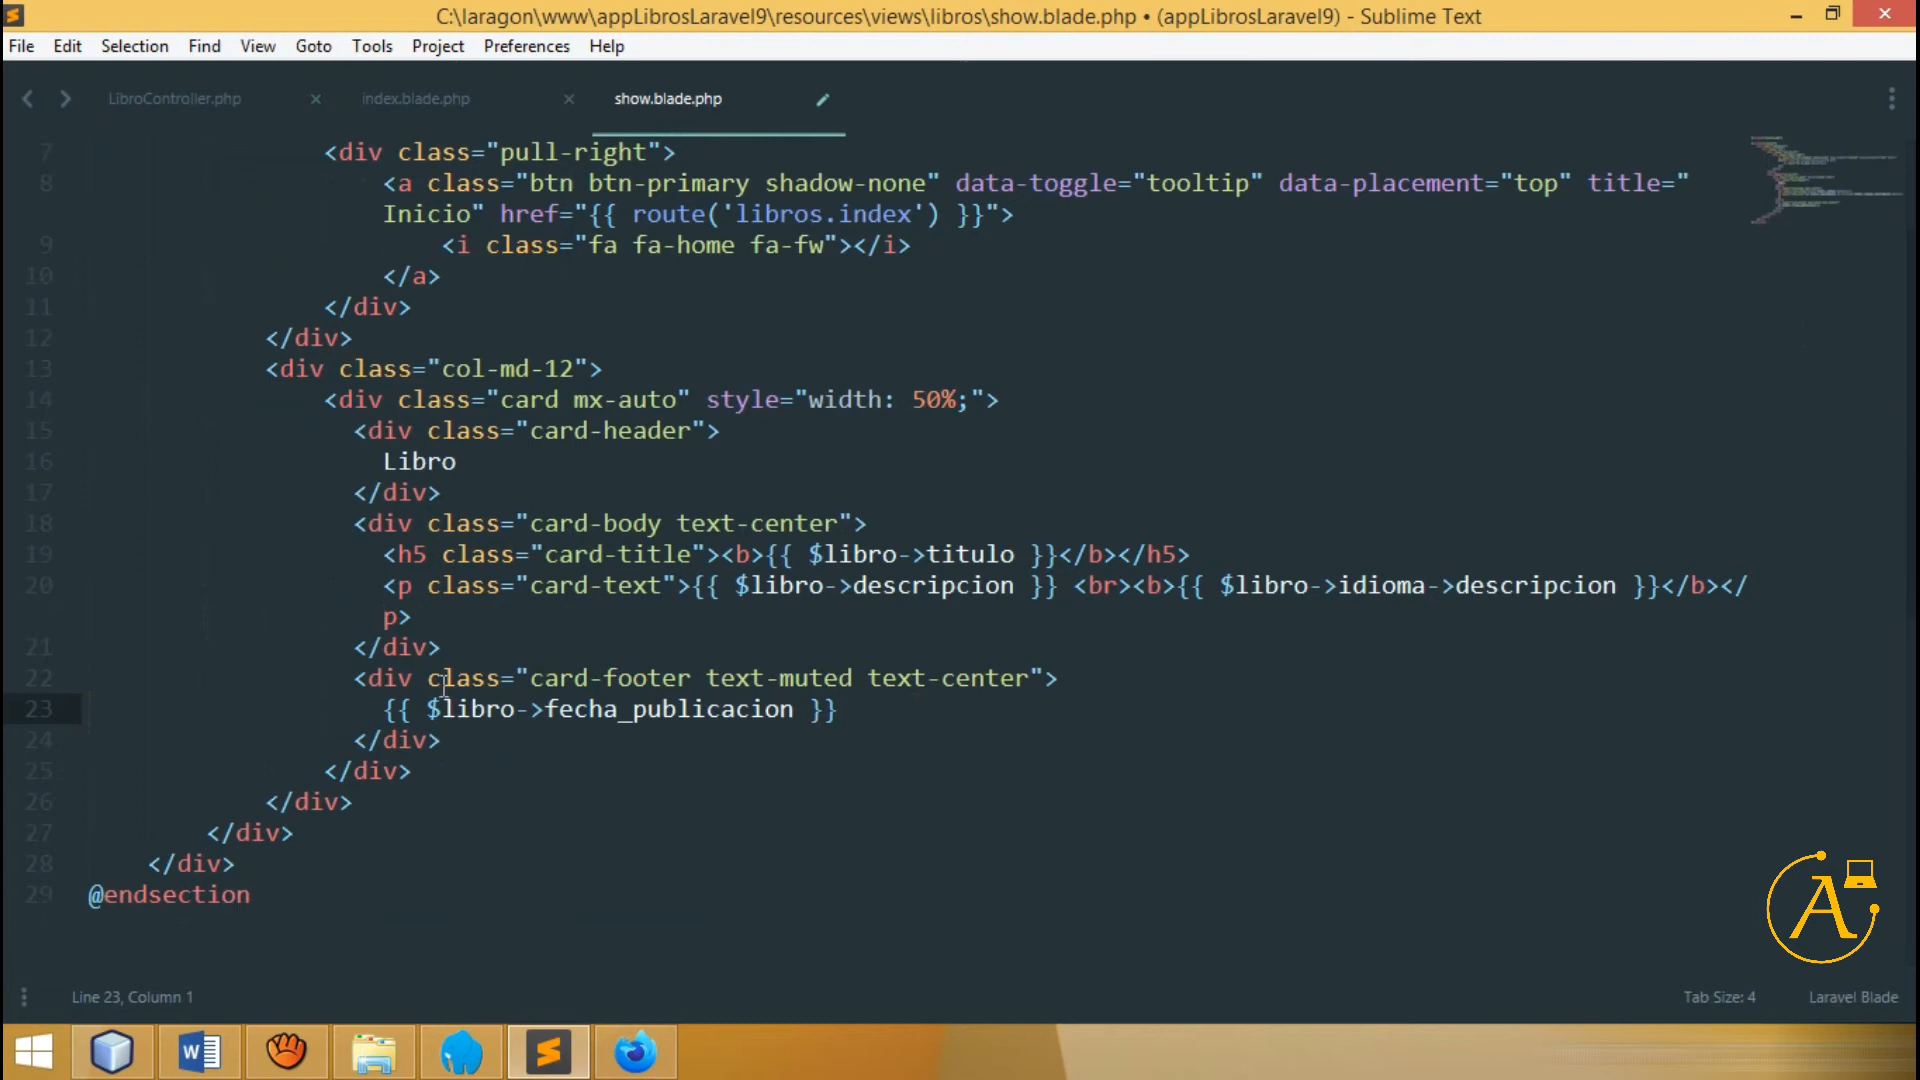 C:\laragon\www\appLibrosLaravel9\resources\views\libros\show.blade.php • (appLibrosLaravel9) - Sublime Text
File Edit Selection Find View Goto Tools Project Preferences Help
LibroController.php index.blade.php show.blade.php
7 <div class="pull-right">
8 <a class="btn btn-primary shadow-none" data-toggle="tooltip" data-placement="top" title="
Inicio" href="{{ route('libros.index') }}">
9 <i class="fa fa-home fa-fw"></i>
10 </a>
11 </div>
12 </div>
13 <div class="col-md-12">
14 <div class="card mx-auto" style="width: 50%;">
15 <div class="card-header">
16 Libro
17 </div>
18 <div class="card-body text-center">
19 <h5 class="card-title"><b>{{ $libro->titulo }}</b></h5>
20 <p class="card-text">{{ $libro->descripcion }} <br><b>{{ $libro->idioma->descripcion }}</b></
p>
21 </div>
22 <div class="card-footer text-muted text-center">
23 {{ $libro->fecha_publicacion }}
24 </div>
25 </div>
26 </div>
27 </div>
28 </div>
29 @endsection
A
Line 23, Column 1 Tab Size: 4 Laravel Blade